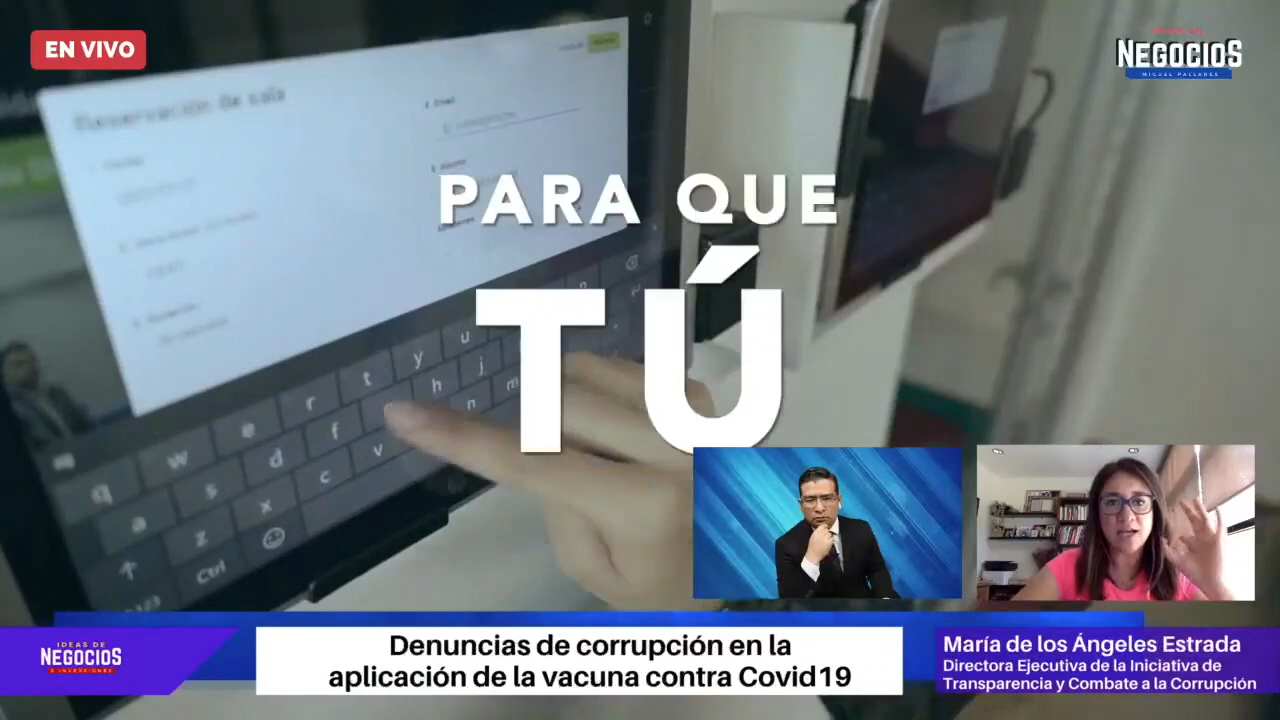 EN VIVO
NEGOCIOS
MIGUEL PALLARES
Reservación de sala
PARA QUE
TÚ
q w e r t y u
a s d f h j
z x c v n m
Ctrl
IDEAS DE
NEGOCIOS
E INVERSIONES
Denuncias de corrupción en la
aplicación de la vacuna contra Covid19
María de los Ángeles Estrada
Directora Ejecutiva de la Iniciativa de
Transparencia y Combate a la Corrupción